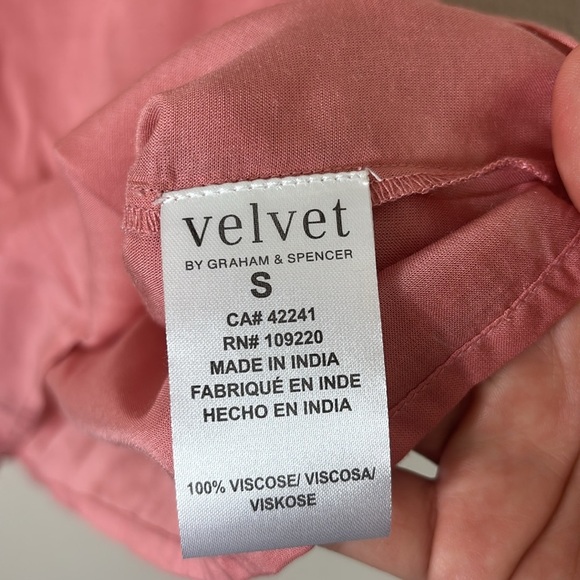 velvet
BY GRAHAM & SPENCER
S
CA# 42241
RN# 109220
MADE IN INDIA
FABRIQUÉ EN INDE
HECHO EN INDIA
100% VISCOSE/ VISCOSA/
VISKOSE